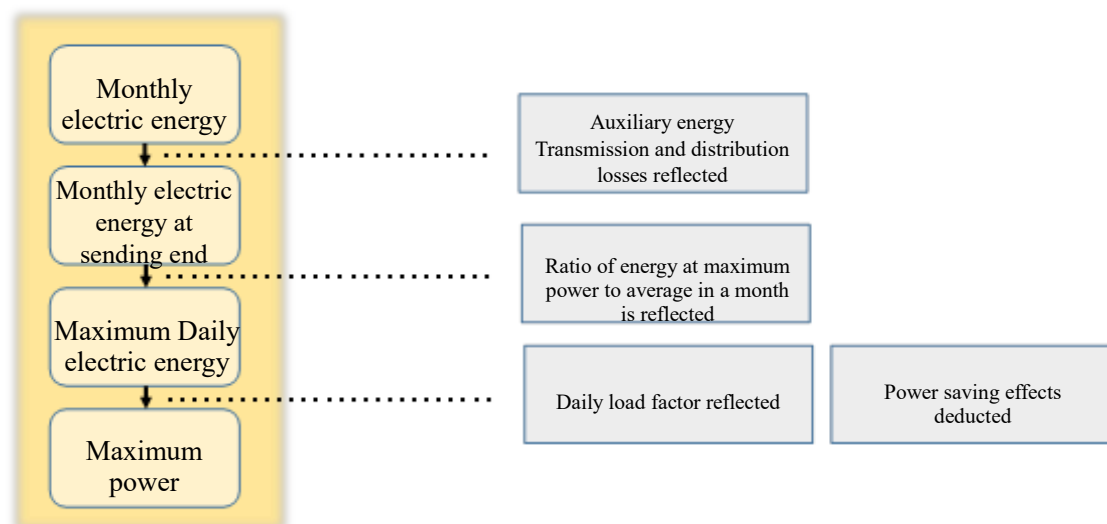 Monthly
electric energy
Auxiliary energy
Transmission and distribution
losses reflected
Monthly electric
energy at
sending end
Ratio of energy at maximum
power to average in a month
is reflected
Maximum Daily
electric energy
Daily load factor reflected
Power saving effects
deducted
Maximum
power